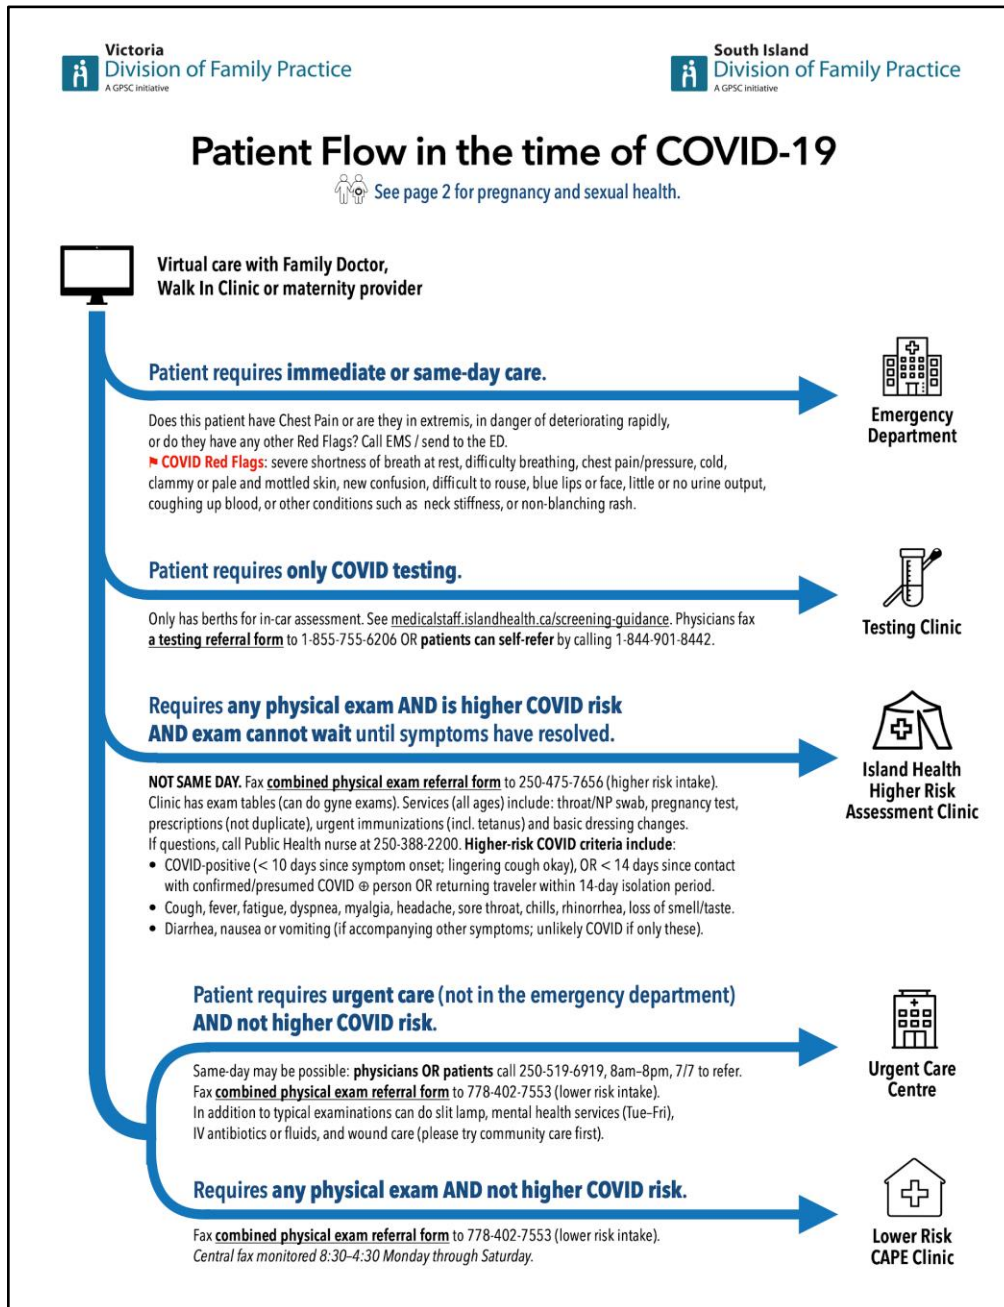 Victoria
Division of Family Practice
A GPSC initiative
South Island
Division of Family Practice
A GPSC initiative
Patient Flow in the time of COVID-19
See page 2 for pregnancy and sexual health.
Virtual care with Family Doctor,
Walk In Clinic or maternity provider
Patient requires immediate or same-day care.
Does this patient have Chest Pain or are they in extremis, in danger of deteriorating rapidly,
or do they have any other Red Flags? Call EMS / send to the ED.
COVID Red Flags: severe shortness of breath at rest, difficulty breathing, chest pain/pressure, cold,
clammy or pale and mottled skin, new confusion, difficult to rouse, blue lips or face, little or no urine output,
coughing up blood, or other conditions such as neck stiffness, or non-blanching rash.
Emergency
Department
Patient requires only COVID testing.
Only has berths for in-car assessment. See medicalstaff.islandhealth.ca/screening-guidance. Physicians fax
a testing referral form to 1-855-755-6206 OR patients can self-refer by calling 1-844-901-8442.
Testing Clinic
Requires any physical exam AND is higher COVID risk
AND exam cannot wait until symptoms have resolved.
NOT SAME DAY. Fax combined physical exam referral form to 250-475-7656 (higher risk intake).
Clinic has exam tables (can do gyne exams). Services (all ages) include: throat/NP swab, pregnancy test,
prescriptions (not duplicate), urgent immunizations (incl. tetanus) and basic dressing changes.
If questions, call Public Health nurse at 250-388-2200. Higher-risk COVID criteria include:
• COVID-positive (< 10 days since symptom onset; lingering cough okay), OR < 14 days since contact
with confirmed/presumed COVID ⊕ person OR returning traveler within 14-day isolation period.
• Cough, fever, fatigue, dyspnea, myalgia, headache, sore throat, chills, rhinorrhea, loss of smell/taste.
• Diarrhea, nausea or vomiting (if accompanying other symptoms; unlikely COVID if only these).
Island Health
Higher Risk
Assessment Clinic
Patient requires urgent care (not in the emergency department)
AND not higher COVID risk.
Same-day may be possible: physicians OR patients call 250-519-6919, 8am–8pm, 7/7 to refer.
Fax combined physical exam referral form to 778-402-7553 (lower risk intake).
In addition to typical examinations can do slit lamp, mental health services (Tue–Fri),
IV antibiotics or fluids, and wound care (please try community care first).
Urgent Care
Centre
Requires any physical exam AND not higher COVID risk.
Fax combined physical exam referral form to 778-402-7553 (lower risk intake).
Central fax monitored 8:30–4:30 Monday through Saturday.
Lower Risk
CAPE Clinic